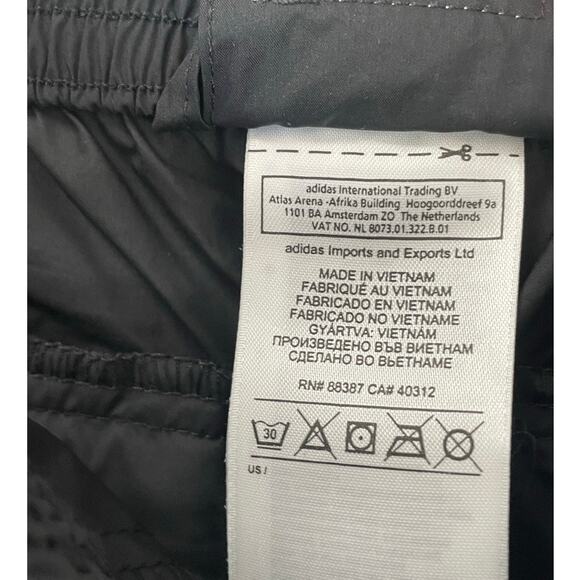 adidas International Trading BV
Atlas Arena -Afrika Building Hoogoorddreef 9a
1101 BA Amsterdam ZO The Netherlands
VAT NO. NL 8073.01.322.B.01
adidas Imports and Exports Ltd
MADE IN VIETNAM
FABRIQUÉ AU VIETNAM
FABRICADO EN VIETNAM
FABRICADO NO VIETNAME
GYÁRTVA: VIETNÁM
ПРОИЗВЕДЕНО ВЪВ ВИЕТНАМ
СДЕЛАНО ВО ВЬЕТНАМЕ
RN# 88387 CA# 40312
30
US /